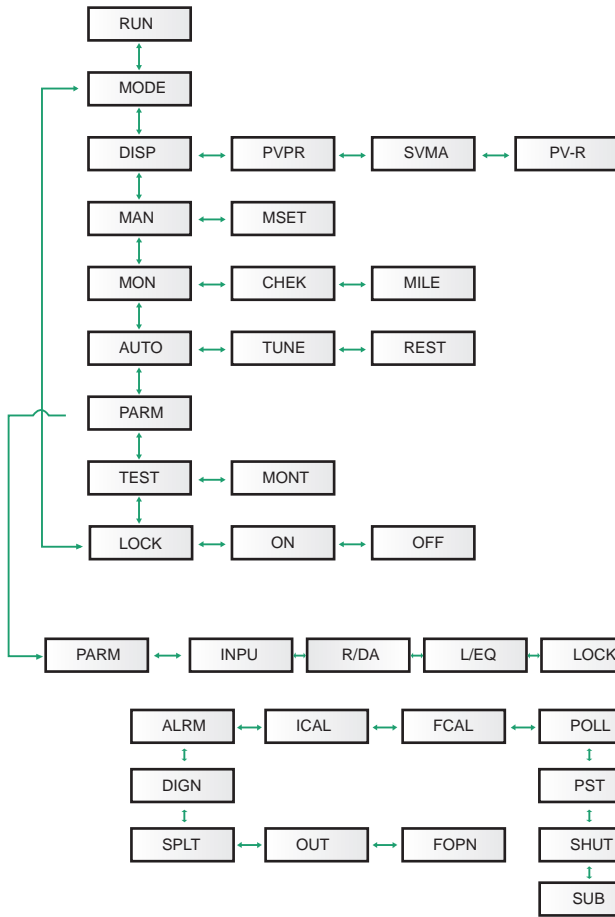 RUN
MODE
DISP PVPR SVMA PV-R
MAN MSET
MON CHEK MILE
AUTO TUNE REST
PARM
TEST MONT
LOCK ON OFF
PARM INPU R/DA L/EQ LOCK
ALRM ICAL FCAL POLL
DIGN PST
SPLT OUT FOPN SHUT
SUB